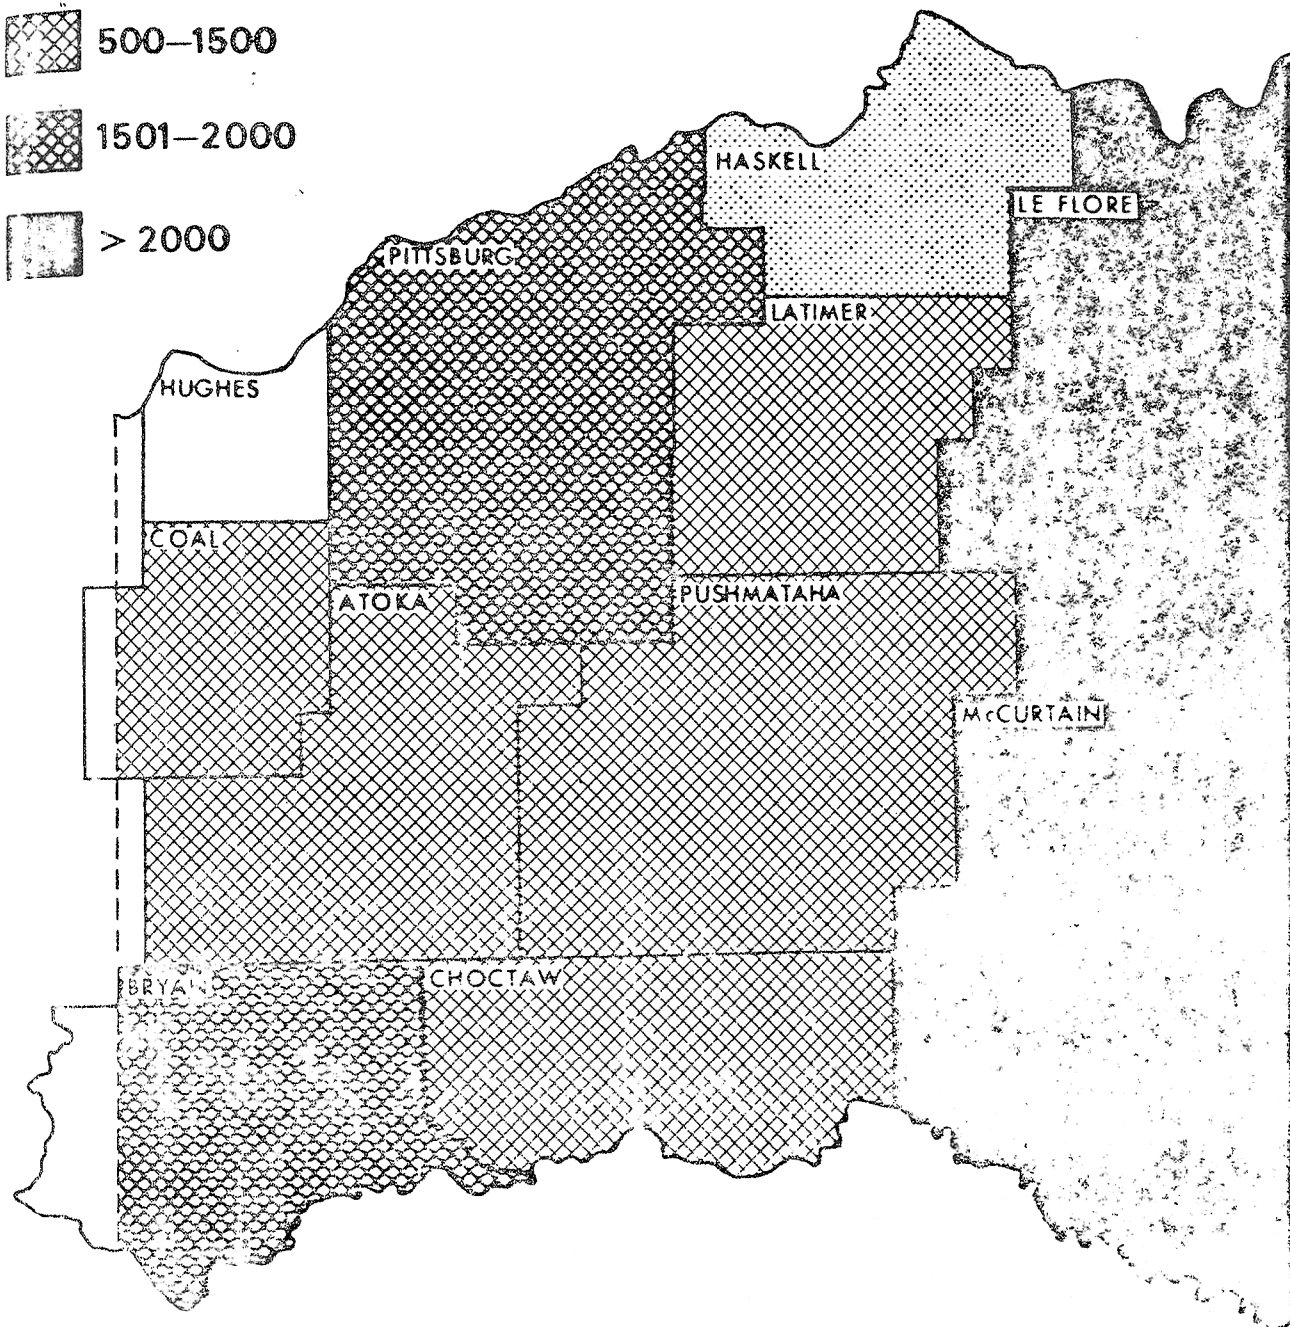 500–1500
1501–2000
> 2000
HASKELL
LE FLORE
PITTSBURG
LATIMER
HUGHES
COAL
ATOKA
PUSHMATAHA
McCURTAIN
BRYAN
CHOCTAW